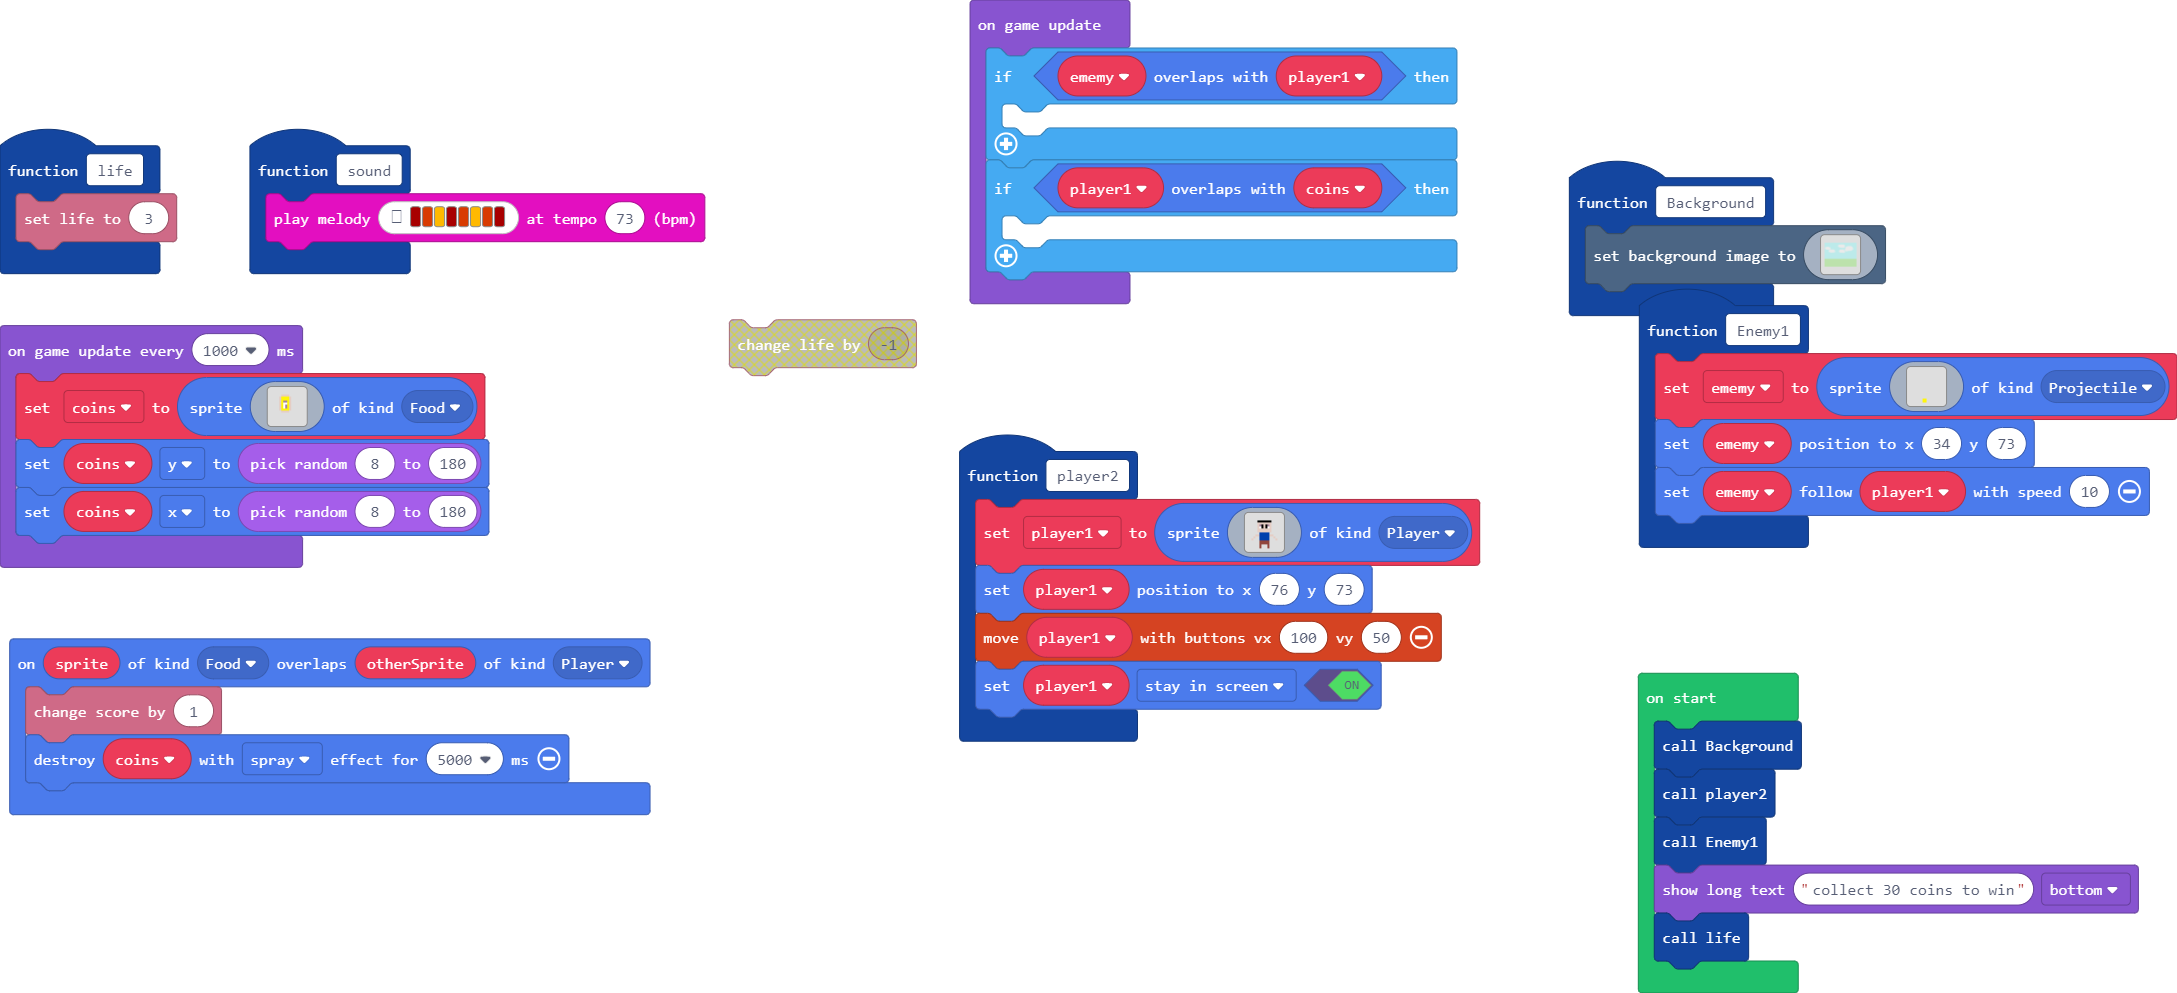 function life
set life to 3
function sound
play melody at tempo 73 (bpm)
on game update every 1000 ms
set coins to sprite of kind Food
set coins y to pick random 8 to 180
set coins x to pick random 8 to 180
on sprite of kind Food overlaps otherSprite of kind Player
change score by 1
destroy coins with spray effect for 5000 ms
change life by -1
on game update
if ememy overlaps with player1 then
if player1 overlaps with coins then
function player2
set player1 to sprite of kind Player
set player1 position to x 76 y 73
move player1 with buttons vx 100 vy 50
set player1 stay in screen ON
function Background
set background image to
function Enemy1
set ememy to sprite of kind Projectile
set ememy position to x 34 y 73
set ememy follow player1 with speed 10
on start
call Background
call player2
call Enemy1
show long text "collect 30 coins to win" bottom
call life